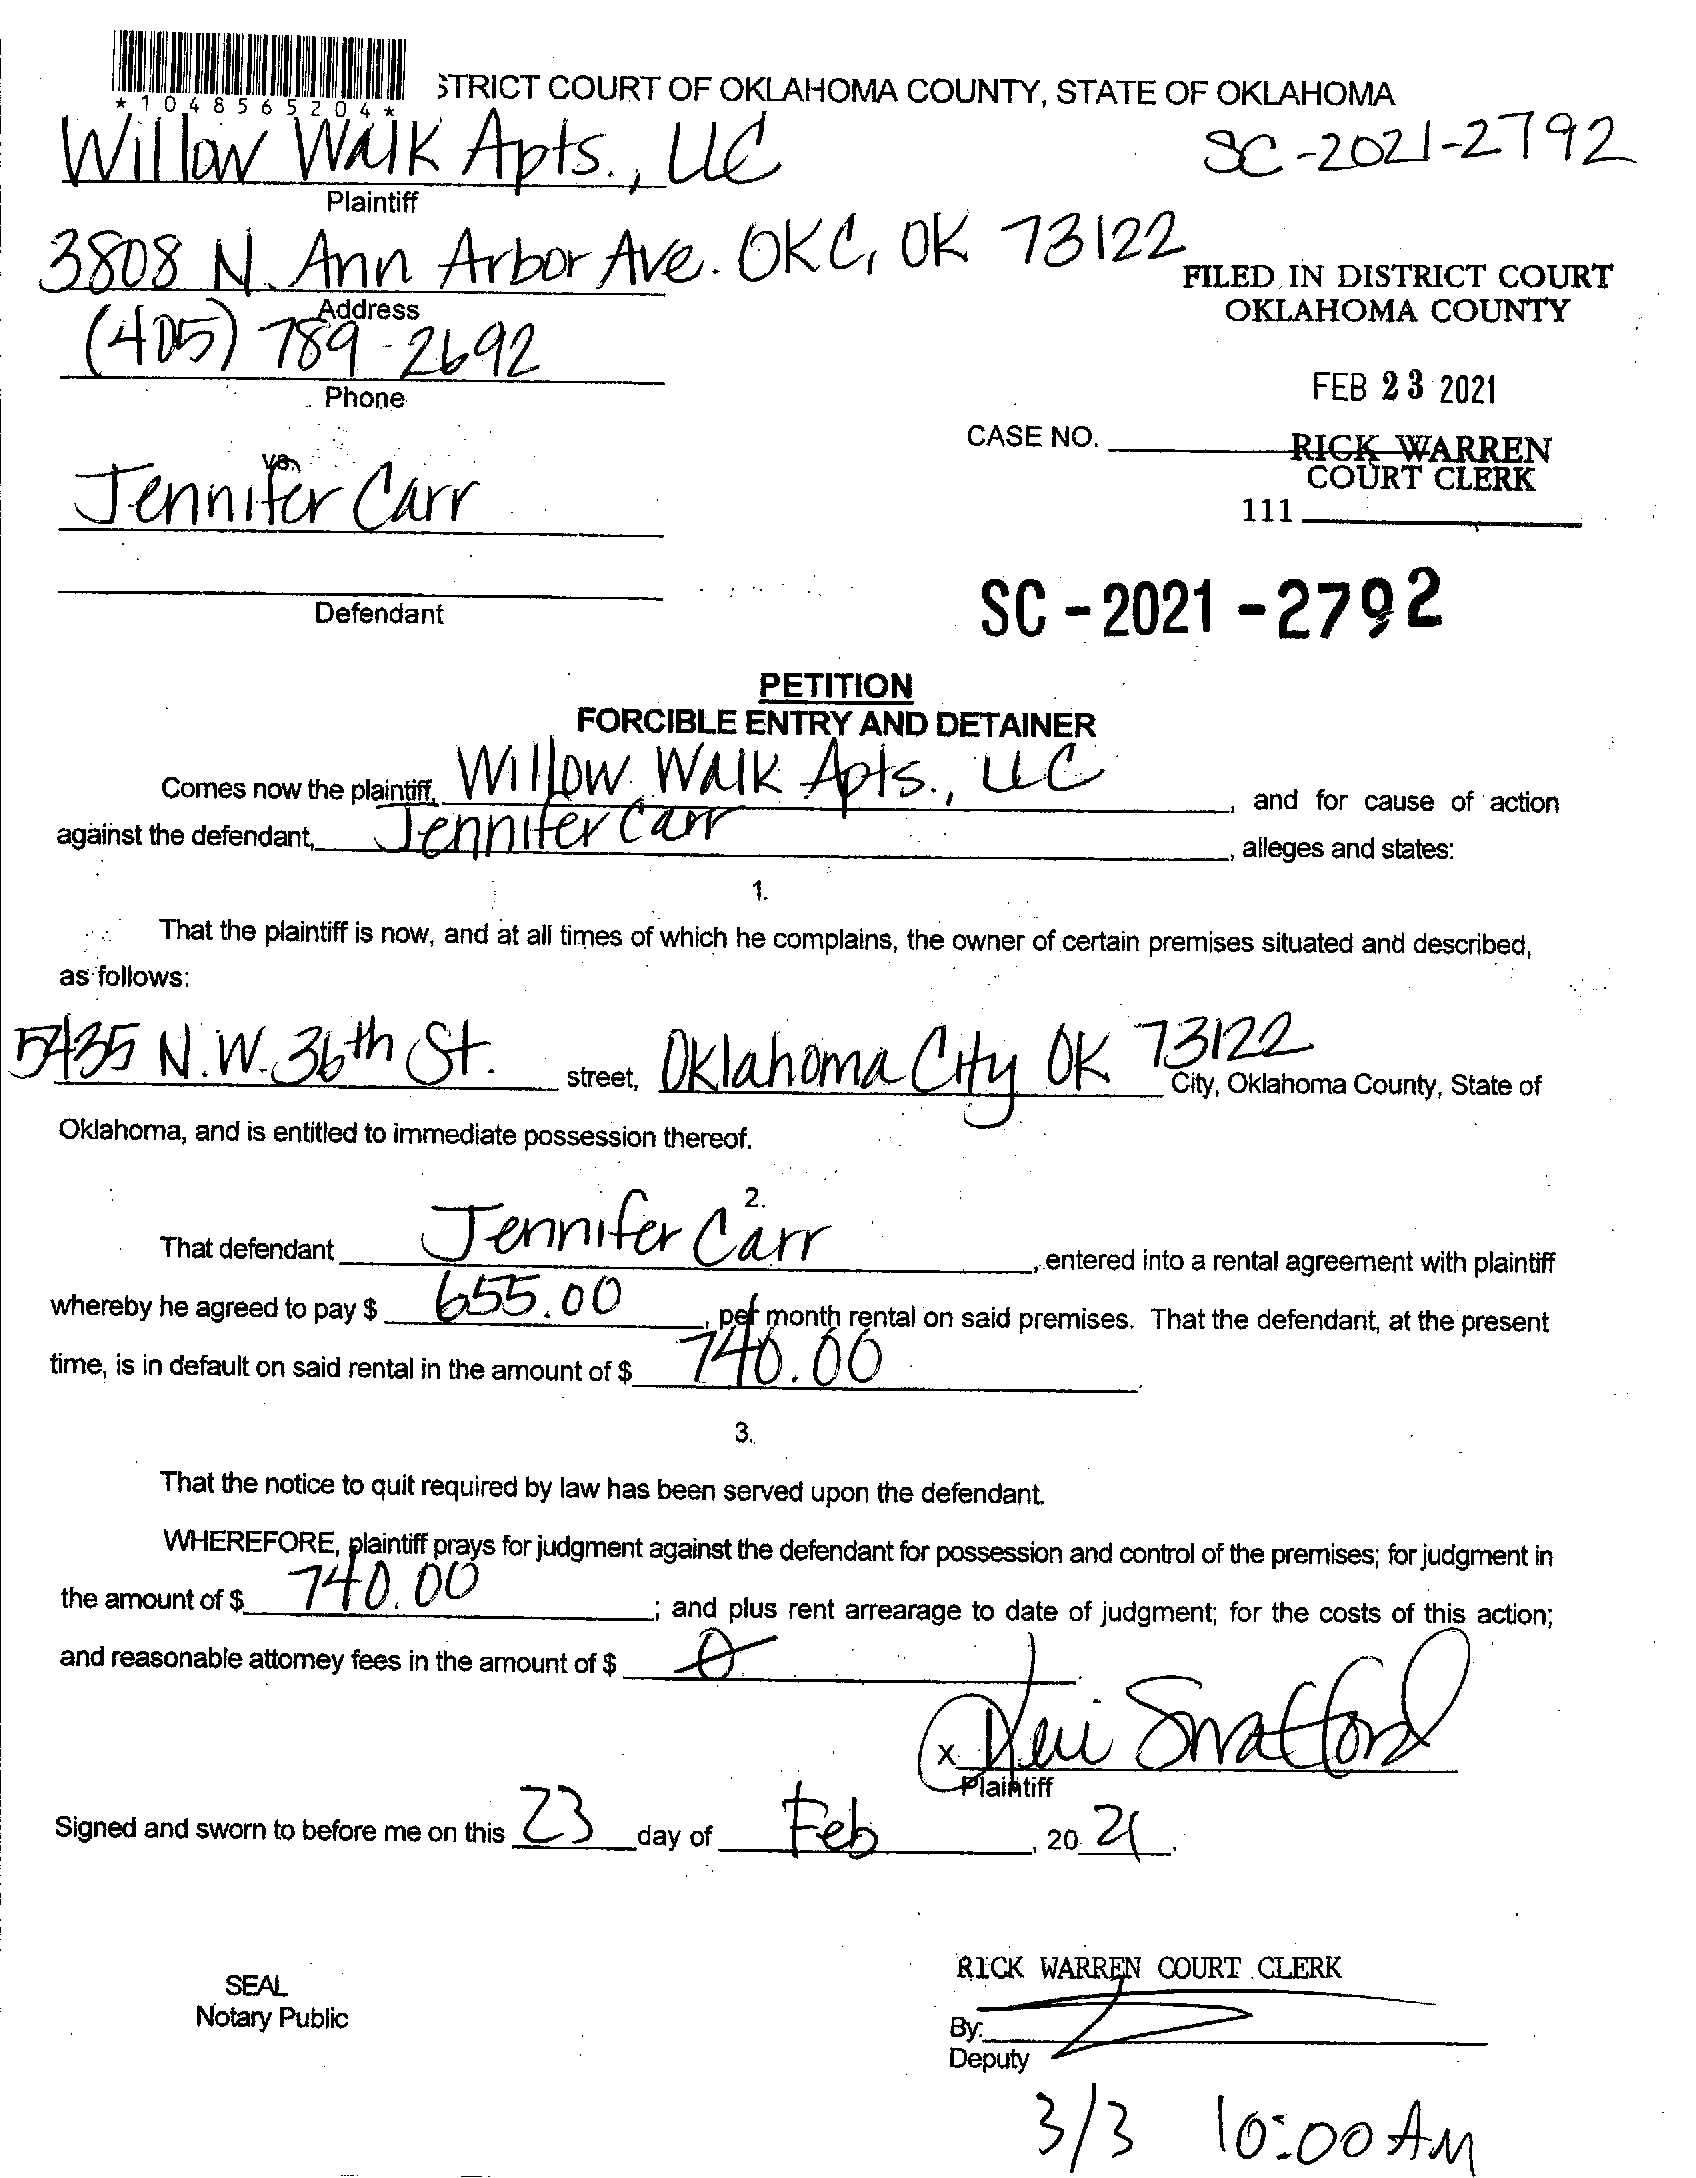 *1048565204*
STRICT COURT OF OKLAHOMA COUNTY, STATE OF OKLAHOMA
Willow Walk Apts., LLC
SC-2021-2792
Plaintiff
3808 N. Ann Arbor Ave. OKC, OK 73122
FILED IN DISTRICT COURT
OKLAHOMA COUNTY
Address
(405) 789-2692
Phone
FEB 23 2021
CASE NO.
RICK WARREN
COURT CLERK
111
vs.
Jennifer Carr
Defendant
SC-2021-2792
PETITION
FORCIBLE ENTRY AND DETAINER
Comes now the plaintiff, Willow Walk Apts., LLC, and for cause of action
against the defendant, Jennifer Carr, alleges and states:
1.
That the plaintiff is now, and at all times of which he complains, the owner of certain premises situated and described,
as follows:
5435 N.W. 36th St. street, Oklahoma City OK 73122 City, Oklahoma County, State of
Oklahoma, and is entitled to immediate possession thereof.
2.
That defendant Jennifer Carr, entered into a rental agreement with plaintiff
whereby he agreed to pay $ 655.00, per month rental on said premises. That the defendant, at the present
time, is in default on said rental in the amount of $ 740.00
3.
That the notice to quit required by law has been served upon the defendant.
WHEREFORE, plaintiff prays for judgment against the defendant for possession and control of the premises; for judgment in
the amount of $ 740.00; and plus rent arrearage to date of judgment; for the costs of this action;
and reasonable attorney fees in the amount of $ 0
x
Plaintiff
Signed and sworn to before me on this 23 day of Feb, 20 21.
SEAL
Notary Public
RICK WARREN COURT CLERK
By:
Deputy
3/3 10:00 AM